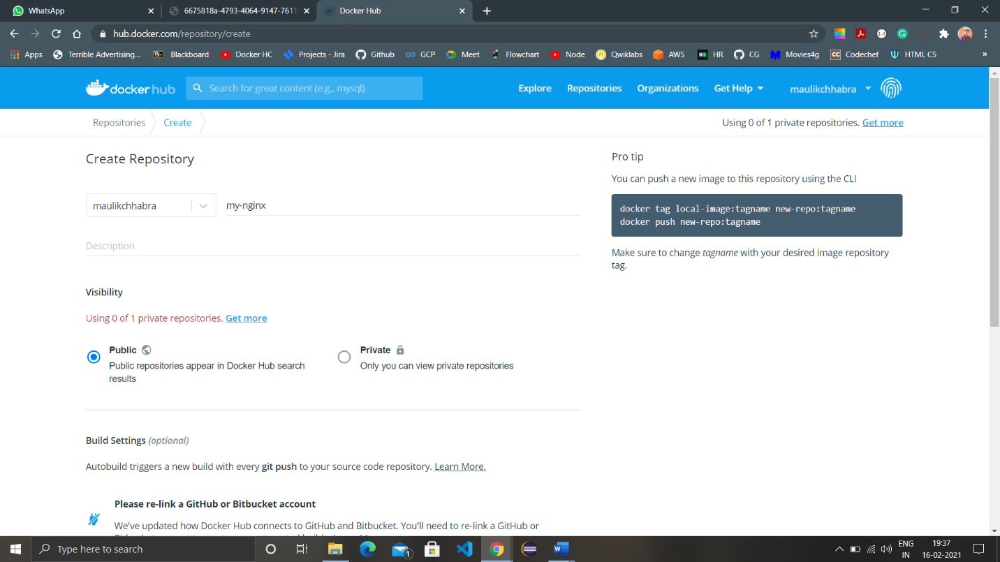 WhatsApp
6675818a-4793-4064-9147-7611
Docker Hub
hub.docker.com/repository/create
Apps
Terrible Advertising...
Bb Blackboard
Docker HC
Projects - Jira
Github
GCP
Meet
Flowchart
Node
Qwiklabs
AWS
HR
CG
Movies4g
CC Codechef
HTML CS
»
docker hub
Search for great content (e.g., mysql)
Explore
Repositories
Organizations
Get Help
maulikchhabra
Repositories
Create
Using 0 of 1 private repositories. Get more
Create Repository
maulikchhabra
my-nginx
Description
Visibility
Using 0 of 1 private repositories. Get more
Public
Public repositories appear in Docker Hub search
results
Private
Only you can view private repositories
Build Settings (optional)
Autobuild triggers a new build with every git push to your source code repository. Learn More.
Please re-link a GitHub or Bitbucket account
We've updated how Docker Hub connects to GitHub and Bitbucket. You'll need to re-link a GitHub or
Pro tip
You can push a new image to this repository using the CLI
docker tag local-image:tagname new-repo:tagname
docker push new-repo:tagname
Make sure to change tagname with your desired image repository
tag.
Type here to search
1
ENG
IN
19:37
16-02-2021